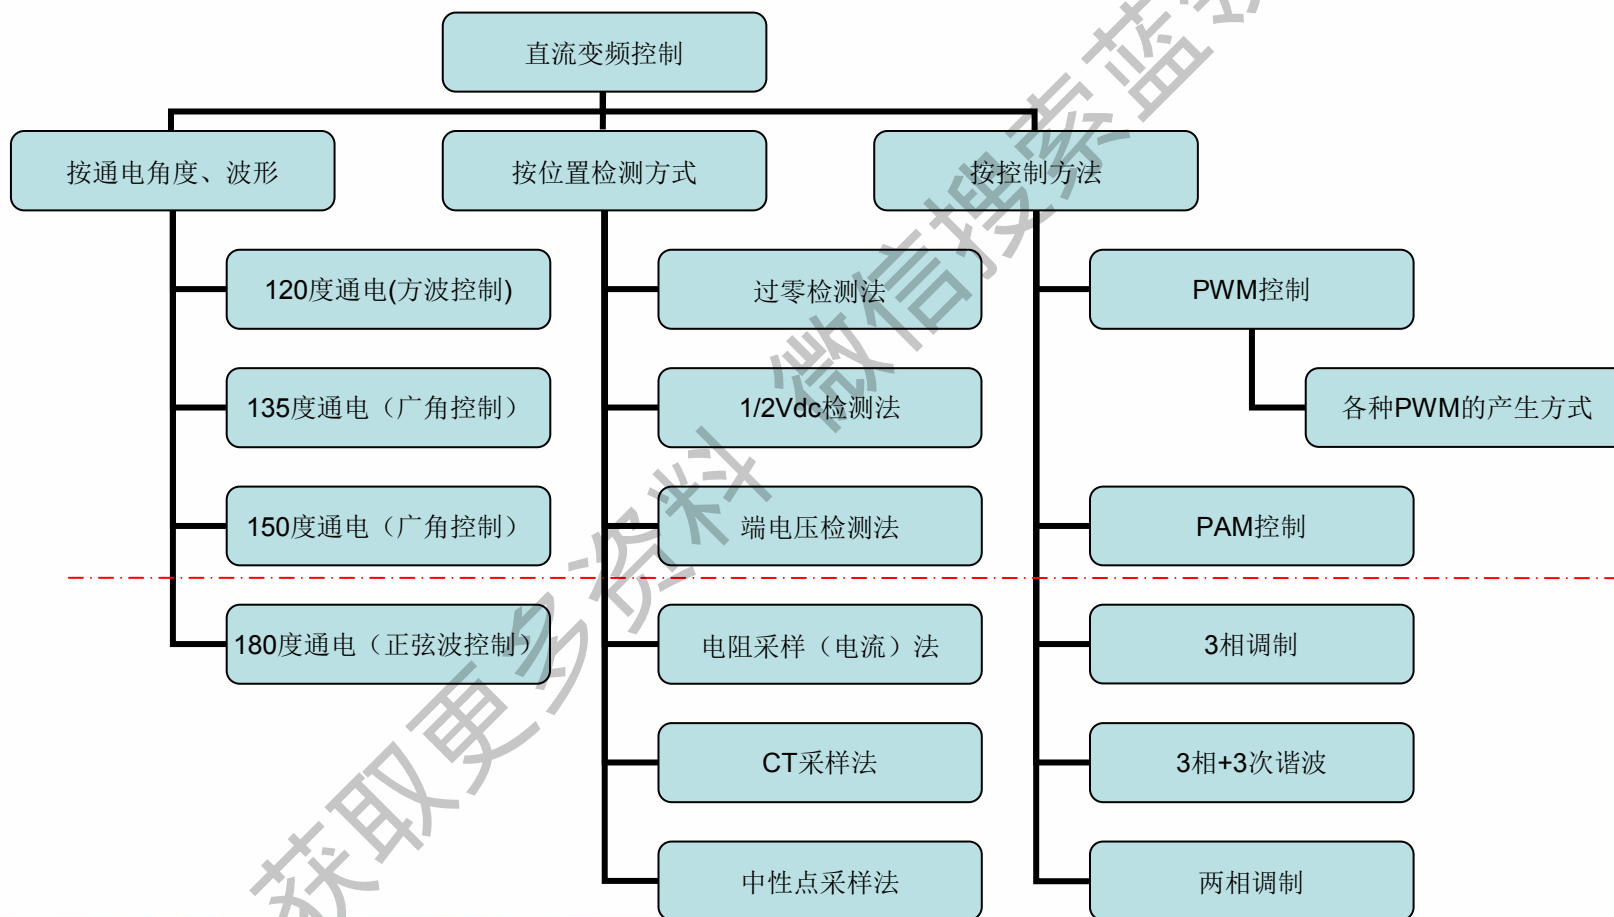 直流变频控制
按通电角度、波形
按位置检测方式
按控制方法
120度通电(方波控制)
过零检测法
PWM控制
135度通电（广角控制）
1/2Vdc检测法
各种PWM的产生方式
150度通电（广角控制）
端电压检测法
PAM控制
180度通电（正弦波控制）
电阻采样（电流）法
3相调制
CT采样法
3相+3次谐波
中性点采样法
两相调制
获取更多资料 微信搜索蓝领